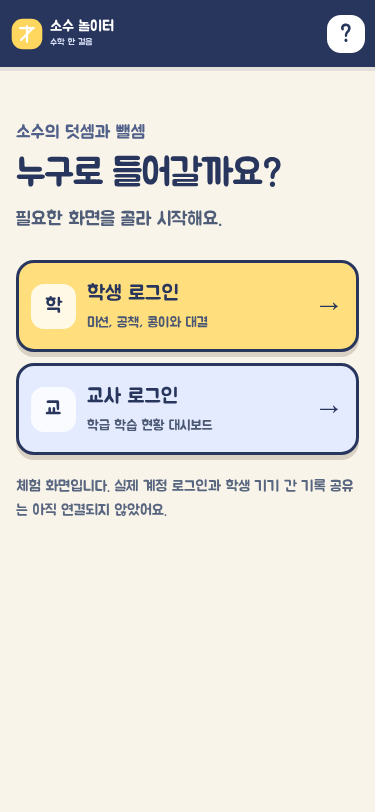 소수 놀이터
수학 한 걸음
?
소수의 덧셈과 뺄셈
누구로 들어갈까요?
필요한 화면을 골라 시작해요.
학
학생 로그인
미션, 공책, 콩이와 대결
→
교
교사 로그인
학급 학습 현황 대시보드
→
체험 화면입니다. 실제 계정 로그인과 학생 기기 간 기록 공유
는 아직 연결되지 않았어요.